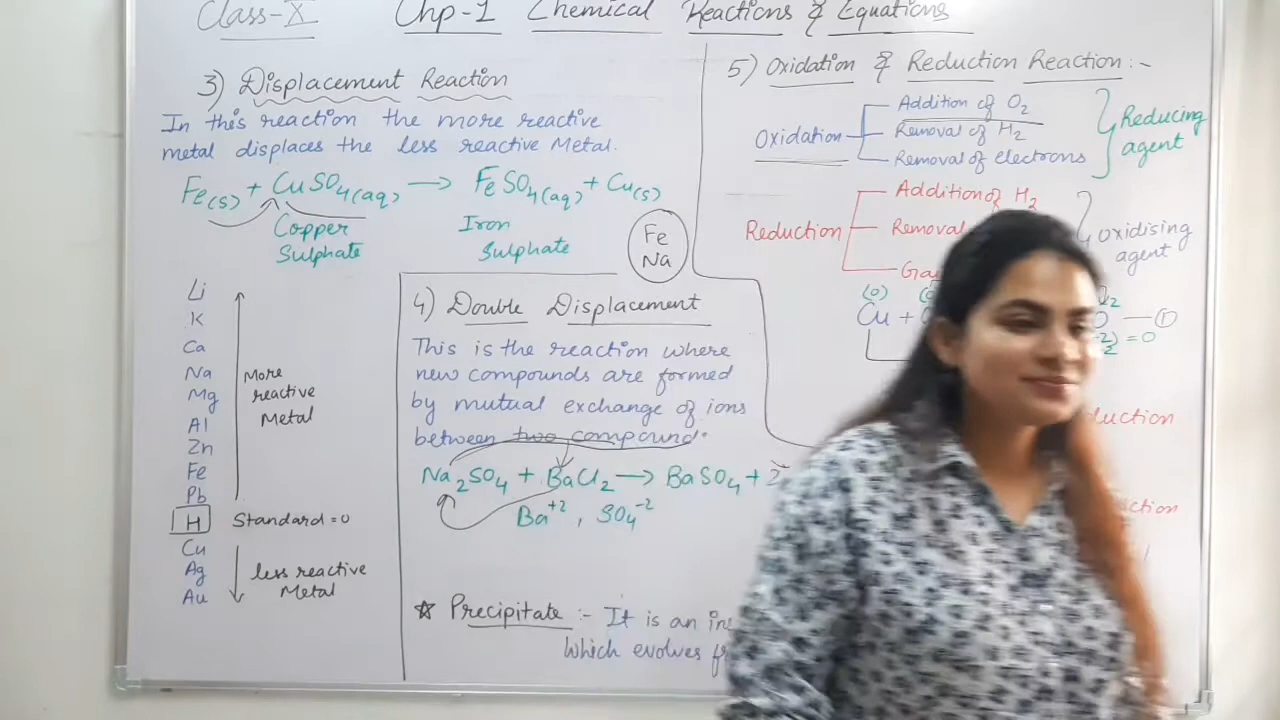 Class-X Chp-1 Chemical Reactions & Equations
3) Displacement Reaction
In this reaction the more reactive
metal displaces the less reactive Metal.
Fe(s) + CuSO4(aq) → FeSO4(aq) + Cu(s)
Copper Sulphate
Iron Sulphate
Fe
Na
Li
K
Ca
Na
Mg
Al
Zn
Fe
Pb
H Standard = 0
Cu
Ag
Au
More
reactive
Metal
less reactive
Metal
4) Double Displacement
This is the reaction where
new compounds are formed
by mutual exchange of ions
between two compound.
Na2SO4 + BaCl2 → BaSO4 + 2
Ba+2, SO4-2
☆ Precipitate :- It is an
which evolves
5) Oxidation & Reduction Reaction :-
Oxidation
Addition of O2
Removal of H2
Removal of electrons
Reducing
agent
Reduction
Addition of H2
Removal
Oxidising
agent
(0)
Cu +
— ①
= 0